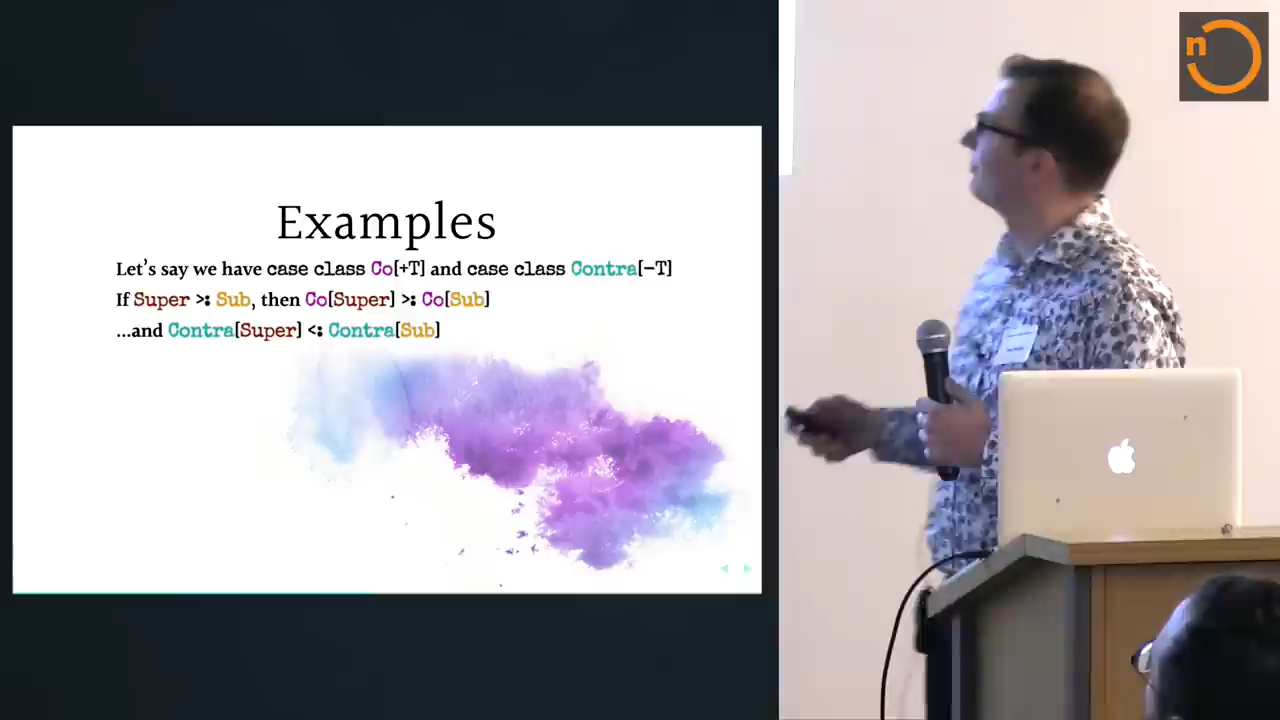 Examples
Let's say we have case class Co[+T] and case class Contra[-T]
If Super >: Sub, then Co[Super] >: Co[Sub]
...and Contra[Super] <: Contra[Sub]
n